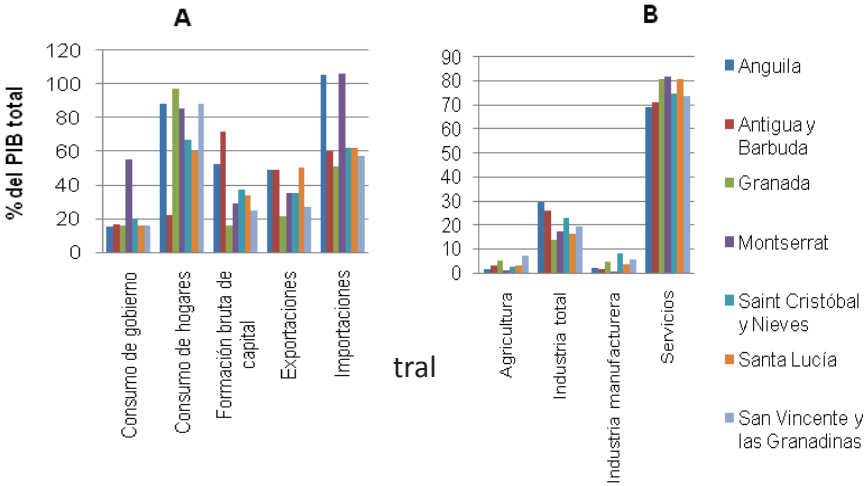 A
B
% del PIB total
120
100
80
60
40
20
0
Consumo de gobierno
Consumo de hogares
Formación bruta de
capital
Exportaciones
Importaciones
tral
90
80
70
60
50
40
30
20
10
0
Agricultura
Industria total
Industria manufacturera
Servicios
Anguila
Antigua y
Barbuda
Granada
Montserrat
Saint Cristóbal
y Nieves
Santa Lucía
San Vincente y
las Granadinas